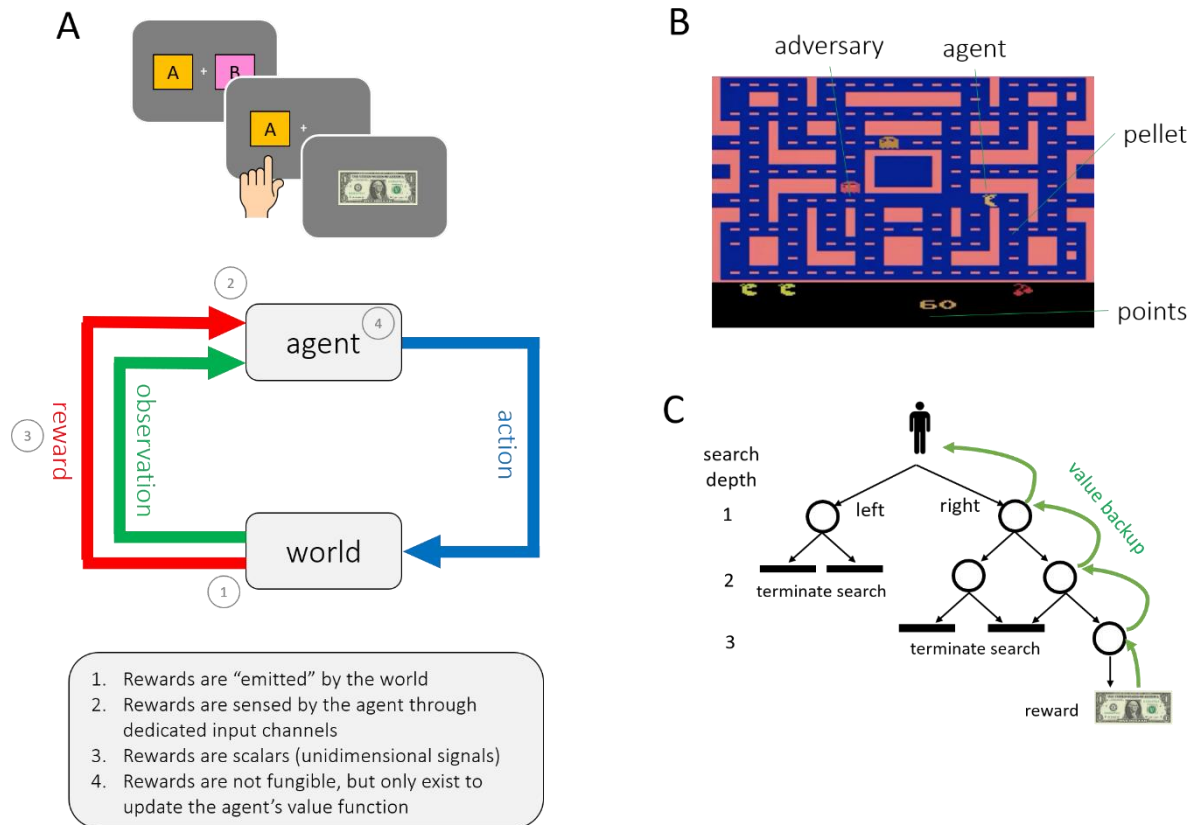 A
A + B
A +
2
agent
4
reward
observation
action
3
world
1
1. Rewards are “emitted” by the world
2. Rewards are sensed by the agent through
dedicated input channels
3. Rewards are scalars (unidimensional signals)
4. Rewards are not fungible, but only exist to
update the agent’s value function
B
adversary
agent
pellet
60
points
C
search
depth
1
left
right
value backup
2
terminate search
3
terminate search
reward